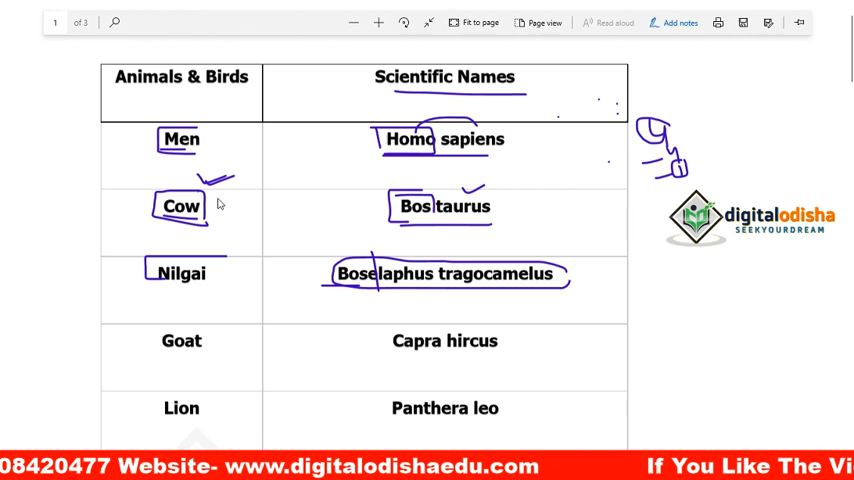 1 of 3 Fit to page Page view Read aloud Add notes
Animals & Birds Scientific Names
Men Homo sapiens
Cow Bos taurus
Nilgai Boselaphus tragocamelus
Goat Capra hircus
Lion Panthera leo
digitalodisha
SEEKYOURDREAM
08420477 Website- www.digitalodishaedu.com If You Like The Vi